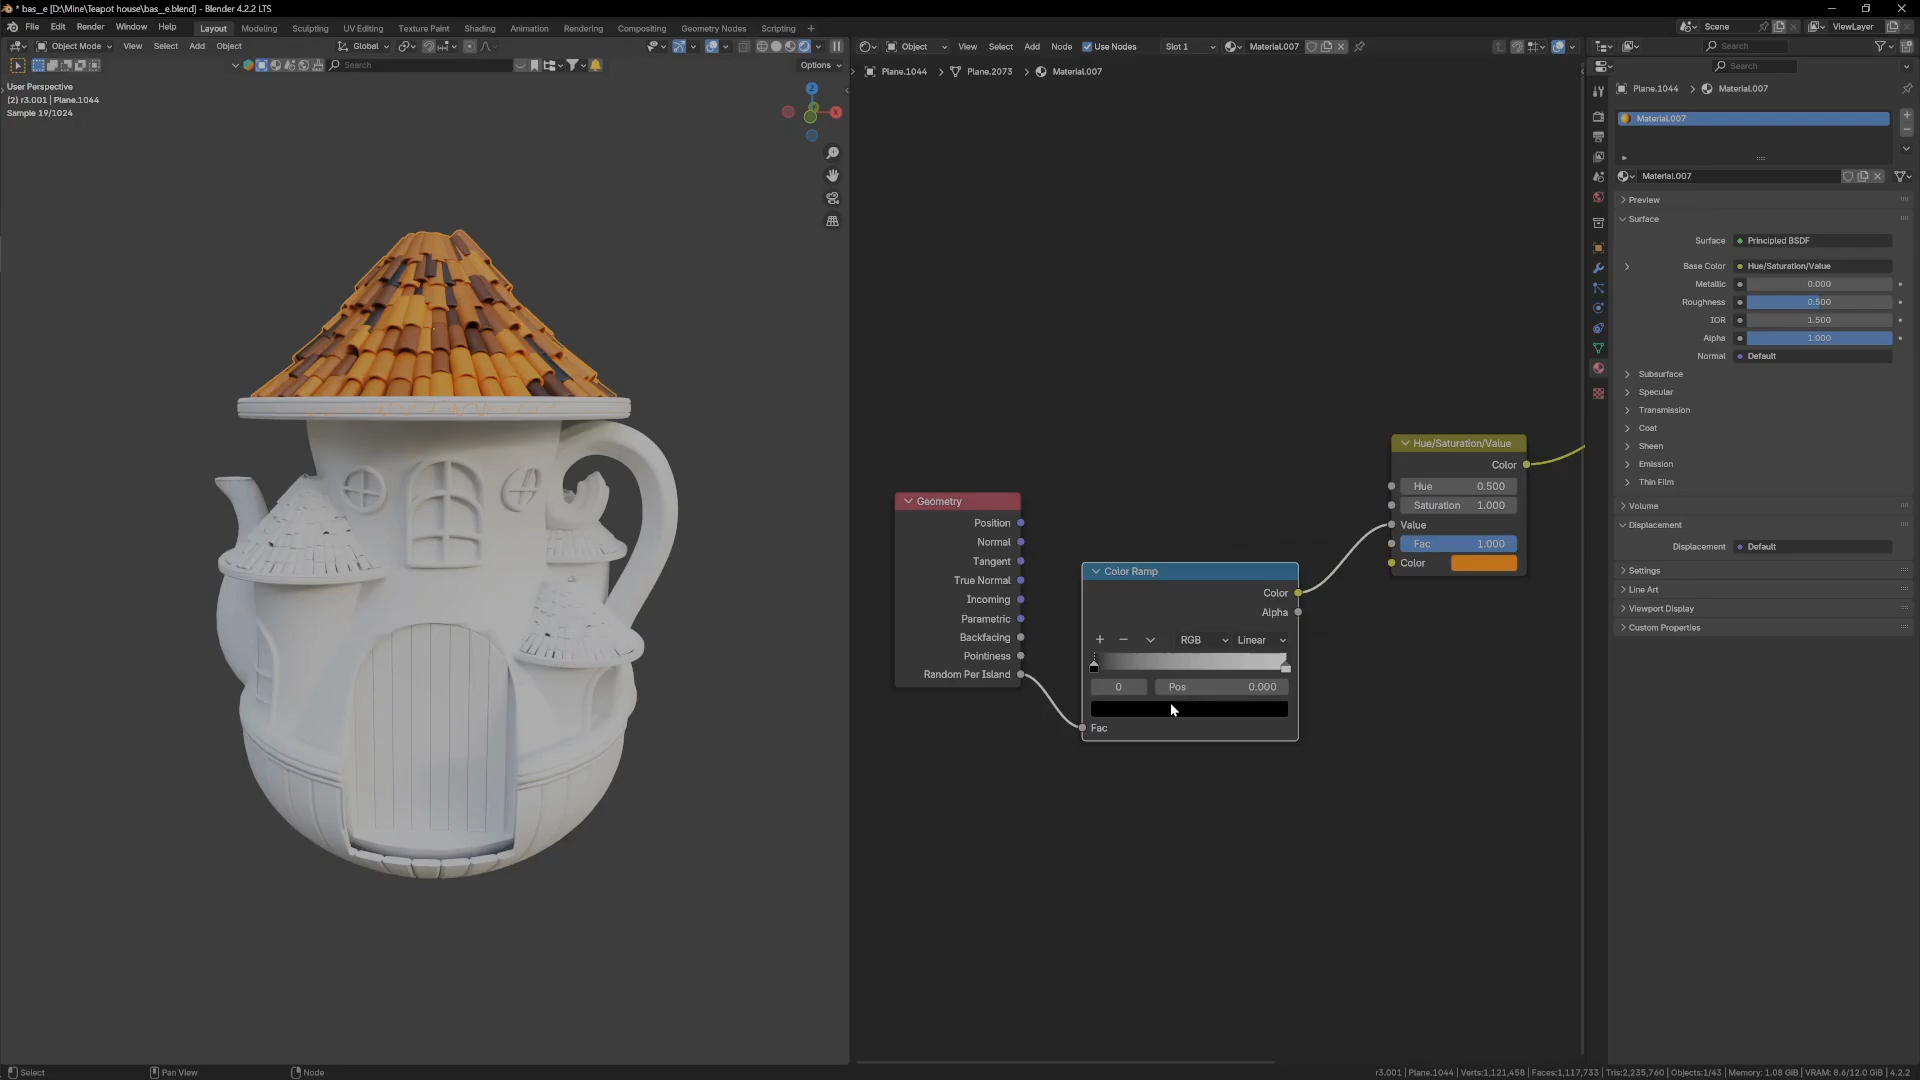 * bas_e [D:\Mine\Teapot house\bas_e.blend] - Blender 4.2.2 LTS
File Edit Render Window Help
Layout Modeling Sculpting UV Editing Texture Paint Shading Animation Rendering Compositing Geometry Nodes Scripting +
Scene
ViewLayer
Object Mode View Select Add Object
Global
Object View Select Add Node Use Nodes
Slot 1
Material.007
Search
Search
Options
Search
User Perspective
(2) r3.001 | Plane.1044
Sample 19/1024
Z
X
Plane.1044 > Plane.2073 > Material.007
Plane.1044 > Material.007
Material.007
Material.007
Preview
Surface
Surface Principled BSDF
Base Color Hue/Saturation/Value
Metallic 0.000
Roughness 0.500
IOR 1.500
Alpha 1.000
Normal Default
Subsurface
Specular
Transmission
Coat
Sheen
Emission
Thin Film
Volume
Displacement
Displacement Default
Settings
Line Art
Viewport Display
Custom Properties
Geometry
Position
Normal
Tangent
True Normal
Incoming
Parametric
Backfacing
Pointiness
Random Per Island
Color Ramp
Color
Alpha
+ − RGB Linear
0 Pos 0.000
Fac
Hue/Saturation/Value
Color
Hue 0.500
Saturation 1.000
Value
Fac 1.000
Color
Select Pan View Node
r3.001 | Plane.1044 | Verts:1,121,458 | Faces:1,117,733 | Tris:2,235,760 | Objects:1/43 | Memory: 1.08 GiB | VRAM: 8.6/12.0 GiB | 4.2.2